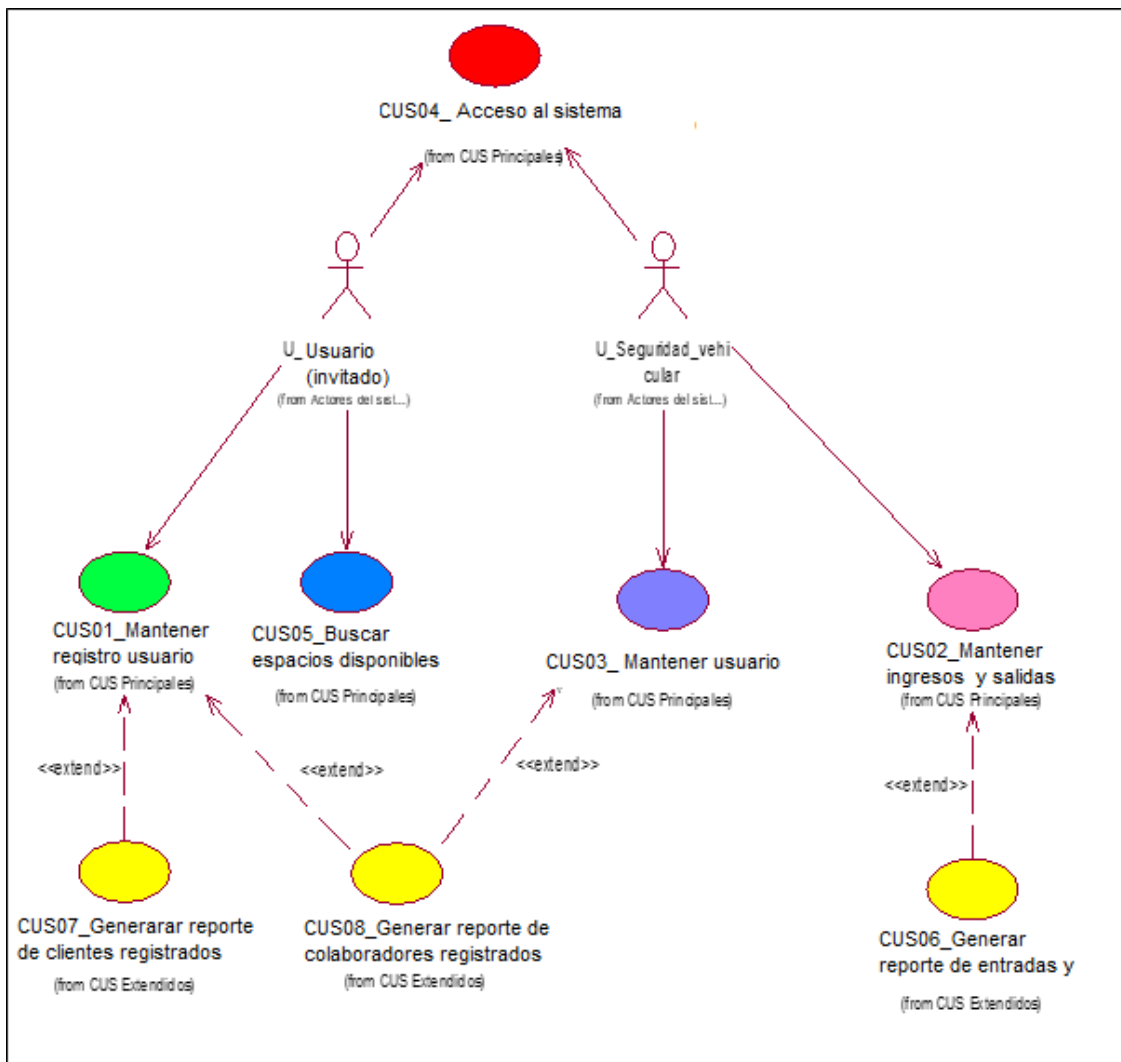 CUS04_ Acceso al sistema
(from CUS Principales)
U_Usuario
(invitado)
(from Actores del sist...)
U_Seguridad_vehi
cular
(from Actores del sist...)
CUS01_Mantener
registro usuario
(from CUS Principales)
CUS05_Buscar
espacios disponibles
(from CUS Principales)
CUS03_ Mantener usuario
(from CUS Principales)
CUS02_Mantener
ingresos y salidas
(from CUS Principales)
<<extend>>
<<extend>>
<<extend>>
<<extend>>
CUS07_Generarar reporte
de clientes registrados
(from CUS Extendidos)
CUS08_Generar reporte de
colaboradores registrados
(from CUS Extendidos)
CUS06_Generar
reporte de entradas y
(from CUS Extendidos)